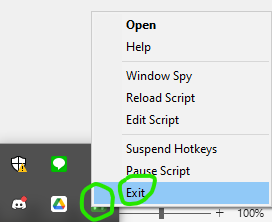 Open
Help
Window Spy
Reload Script
Edit Script
Suspend Hotkeys
Pause Script
Exit
100%